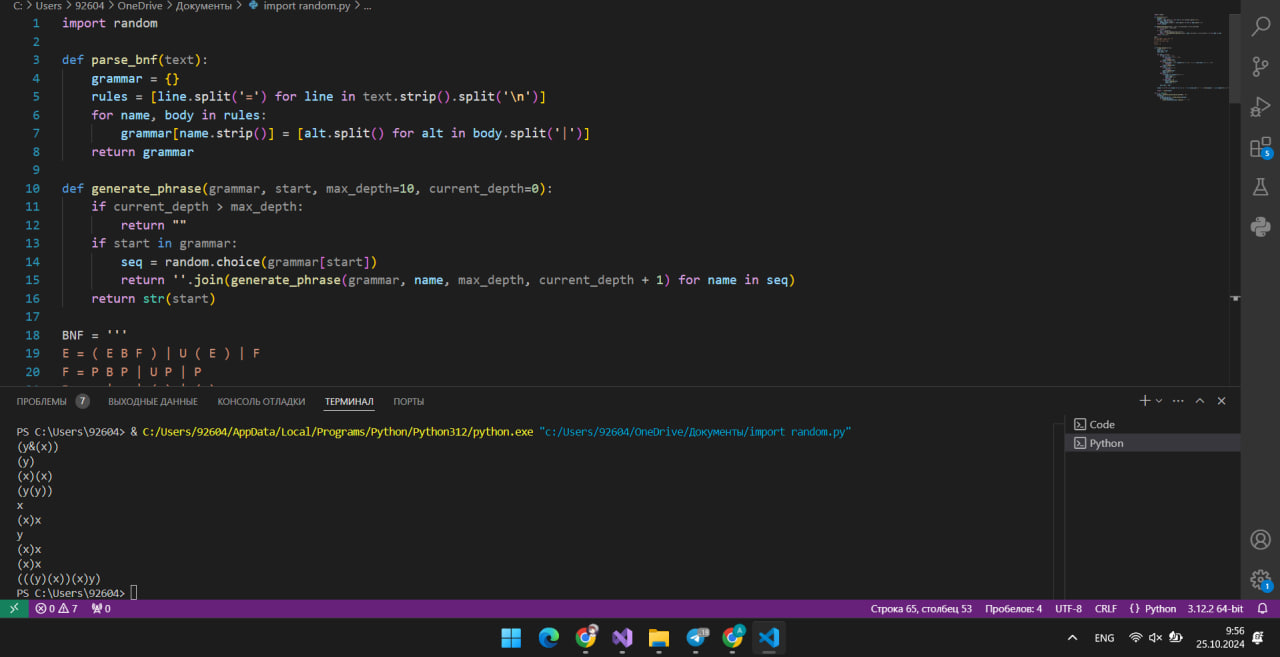 C: > Users > 92604 > OneDrive > Документы > import random.py > ...
1 import random
2
3 def parse_bnf(text):
4     grammar = {}
5     rules = [line.split('=') for line in text.strip().split('\n')]
6     for name, body in rules:
7         grammar[name.strip()] = [alt.split() for alt in body.split('|')]
8     return grammar
9
10 def generate_phrase(grammar, start, max_depth=10, current_depth=0):
11     if current_depth > max_depth:
12         return ""
13     if start in grammar:
14         seq = random.choice(grammar[start])
15         return ''.join(generate_phrase(grammar, name, max_depth, current_depth + 1) for name in seq)
16     return str(start)
17
18 BNF = '''
19 E = ( E B F ) | U ( E ) | F
20 F = P B P | U P | P
ПРОБЛЕМЫ 7 ВЫХОДНЫЕ ДАННЫЕ КОНСОЛЬ ОТЛАДКИ ТЕРМИНАЛ ПОРТЫ
PS C:\Users\92604> & C:/Users/92604/AppData/Local/Programs/Python/Python312/python.exe "c:/Users/92604/OneDrive/Документы/import random.py"
(y&(x))
(y)
(x)(x)
(y(y))
x
(x)x
y
(x)x
(x)x
(((y)(x))(x)y)
PS C:\Users\92604>
Code
Python
0 7 0 Строка 65, столбец 53 Пробелов: 4 UTF-8 CRLF {} Python 3.12.2 64-bit
ENG 9:56
25.10.2024